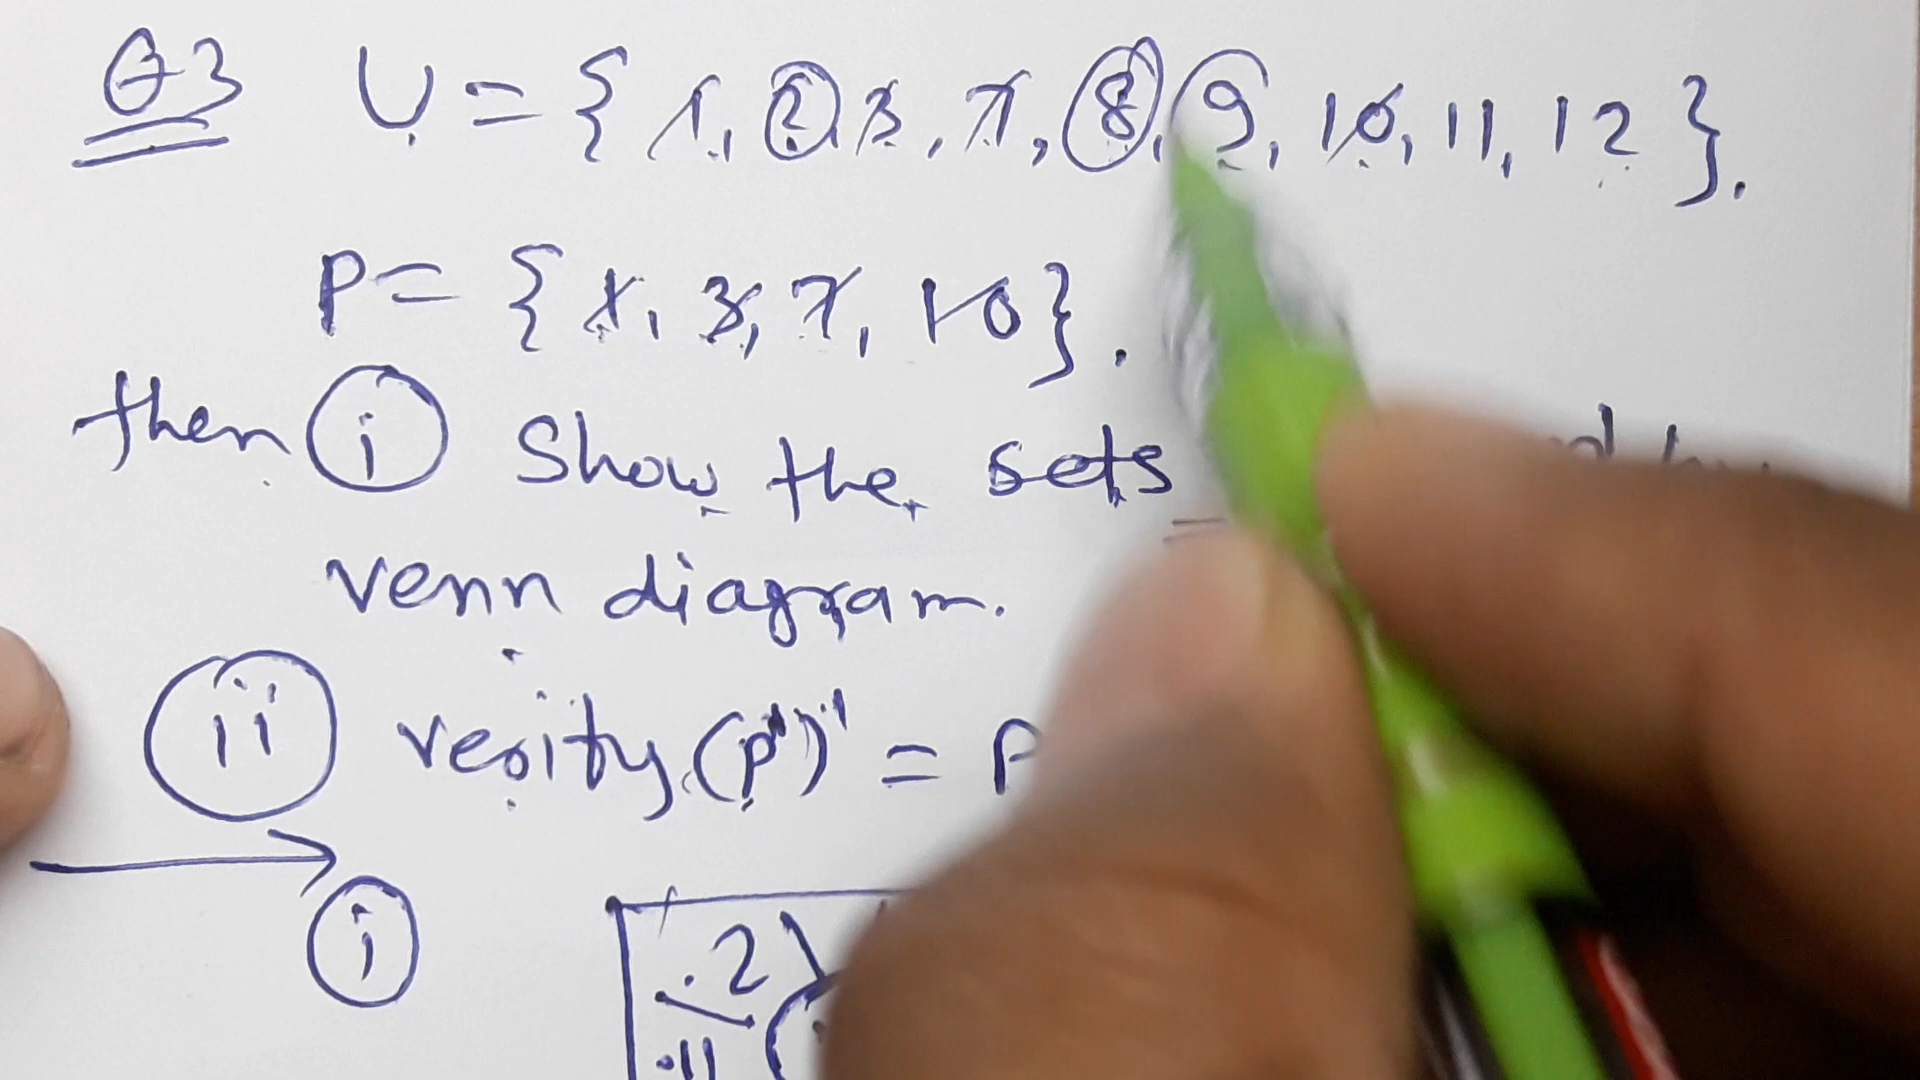 Q3 U = { 1, 2, 3, 7, 8, 9, 10, 11, 12 }.
P = { 1, 3, 7, 10 }.
then (i) Show the sets
venn diagram.
(ii) verity (P')' = P
(i)
.2
.11